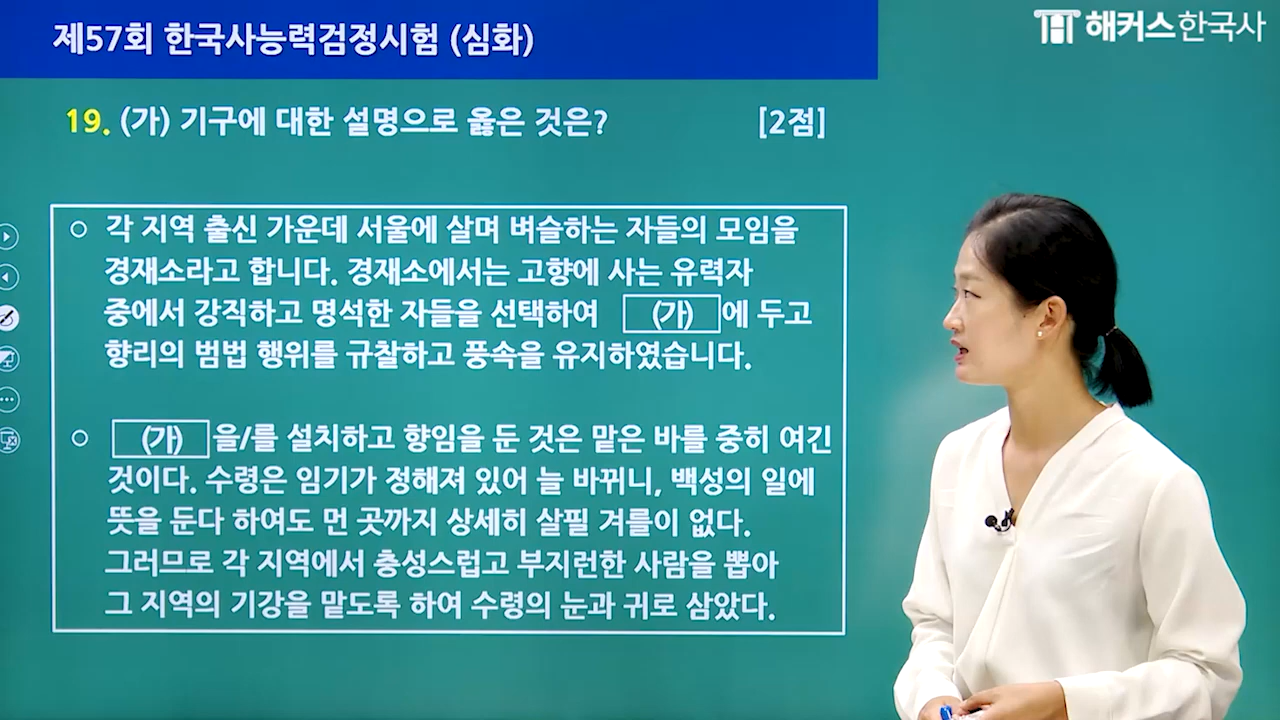 제57회 한국사능력검정시험 (심화)
해커스한국사
19. (가) 기구에 대한 설명으로 옳은 것은? [2점]
○ 각 지역 출신 가운데 서울에 살며 벼슬하는 자들의 모임을
경재소라고 합니다. 경재소에서는 고향에 사는 유력자
중에서 강직하고 명석한 자들을 선택하여 (가) 에 두고
향리의 범법 행위를 규찰하고 풍속을 유지하였습니다.
○ (가) 을/를 설치하고 향임을 둔 것은 맡은 바를 중히 여긴
것이다. 수령은 임기가 정해져 있어 늘 바뀌니, 백성의 일에
뜻을 둔다 하여도 먼 곳까지 상세히 살필 겨를이 없다.
그러므로 각 지역에서 충성스럽고 부지런한 사람을 뽑아
그 지역의 기강을 맡도록 하여 수령의 눈과 귀로 삼았다.